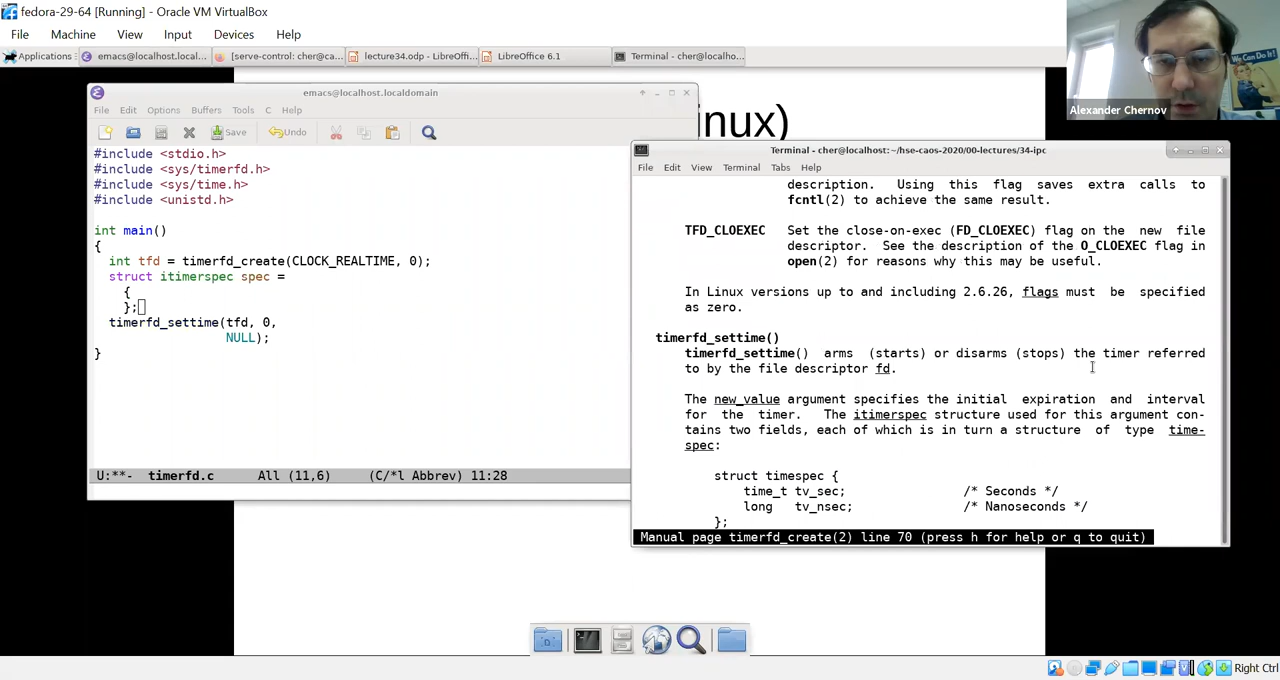 fedora-29-64 [Running] - Oracle VM VirtualBox
File Machine View Input Devices Help
Applications emacs@localhost.local... [serve-control: cher@ca... lecture34.odp - LibreOffi... LibreOffice 6.1 Terminal - cher@localho...
We Can Do It!
Alexander Chernov
inux)
emacs@localhost.localdomain
File Edit Options Buffers Tools C Help
Save Undo
#include <stdio.h>
#include <sys/timerfd.h>
#include <sys/time.h>
#include <unistd.h>
int main()
{
int tfd = timerfd_create(CLOCK_REALTIME, 0);
struct itimerspec spec =
{
};
timerfd_settime(tfd, 0,
NULL);
}
U:**- timerfd.c All (11,6) (C/*l Abbrev) 11:28
Terminal - cher@localhost:~/hse-caos-2020/00-lectures/34-ipc
File Edit View Terminal Tabs Help
description. Using this flag saves extra calls to
fcntl(2) to achieve the same result.
TFD_CLOEXEC Set the close-on-exec (FD_CLOEXEC) flag on the new file
descriptor. See the description of the O_CLOEXEC flag in
open(2) for reasons why this may be useful.
In Linux versions up to and including 2.6.26, flags must be specified
as zero.
timerfd_settime()
timerfd_settime() arms (starts) or disarms (stops) the timer referred
to by the file descriptor fd.
The new_value argument specifies the initial expiration and interval
for the timer. The itimerspec structure used for this argument con-
tains two fields, each of which is in turn a structure of type time-
spec:
struct timespec {
time_t tv_sec; /* Seconds */
long tv_nsec; /* Nanoseconds */
};
Manual page timerfd_create(2) line 70 (press h for help or q to quit)
Right Ctrl